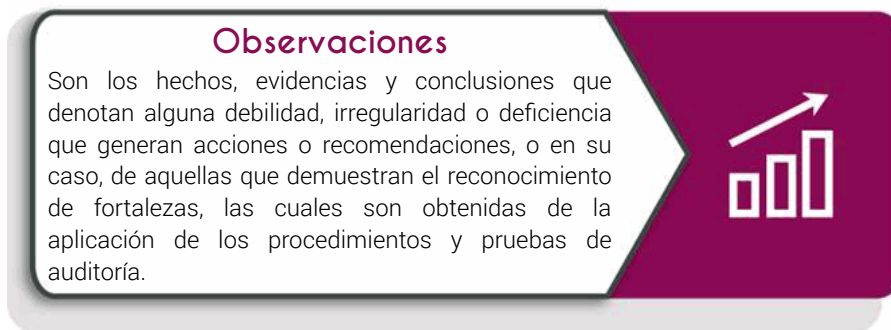 Observaciones
Son los hechos, evidencias y conclusiones que
denotan alguna debilidad, irregularidad o deficiencia
que generan acciones o recomendaciones, o en su
caso, de aquellas que demuestran el reconocimiento
de fortalezas, las cuales son obtenidas de la
aplicación de los procedimientos y pruebas de
auditoría.